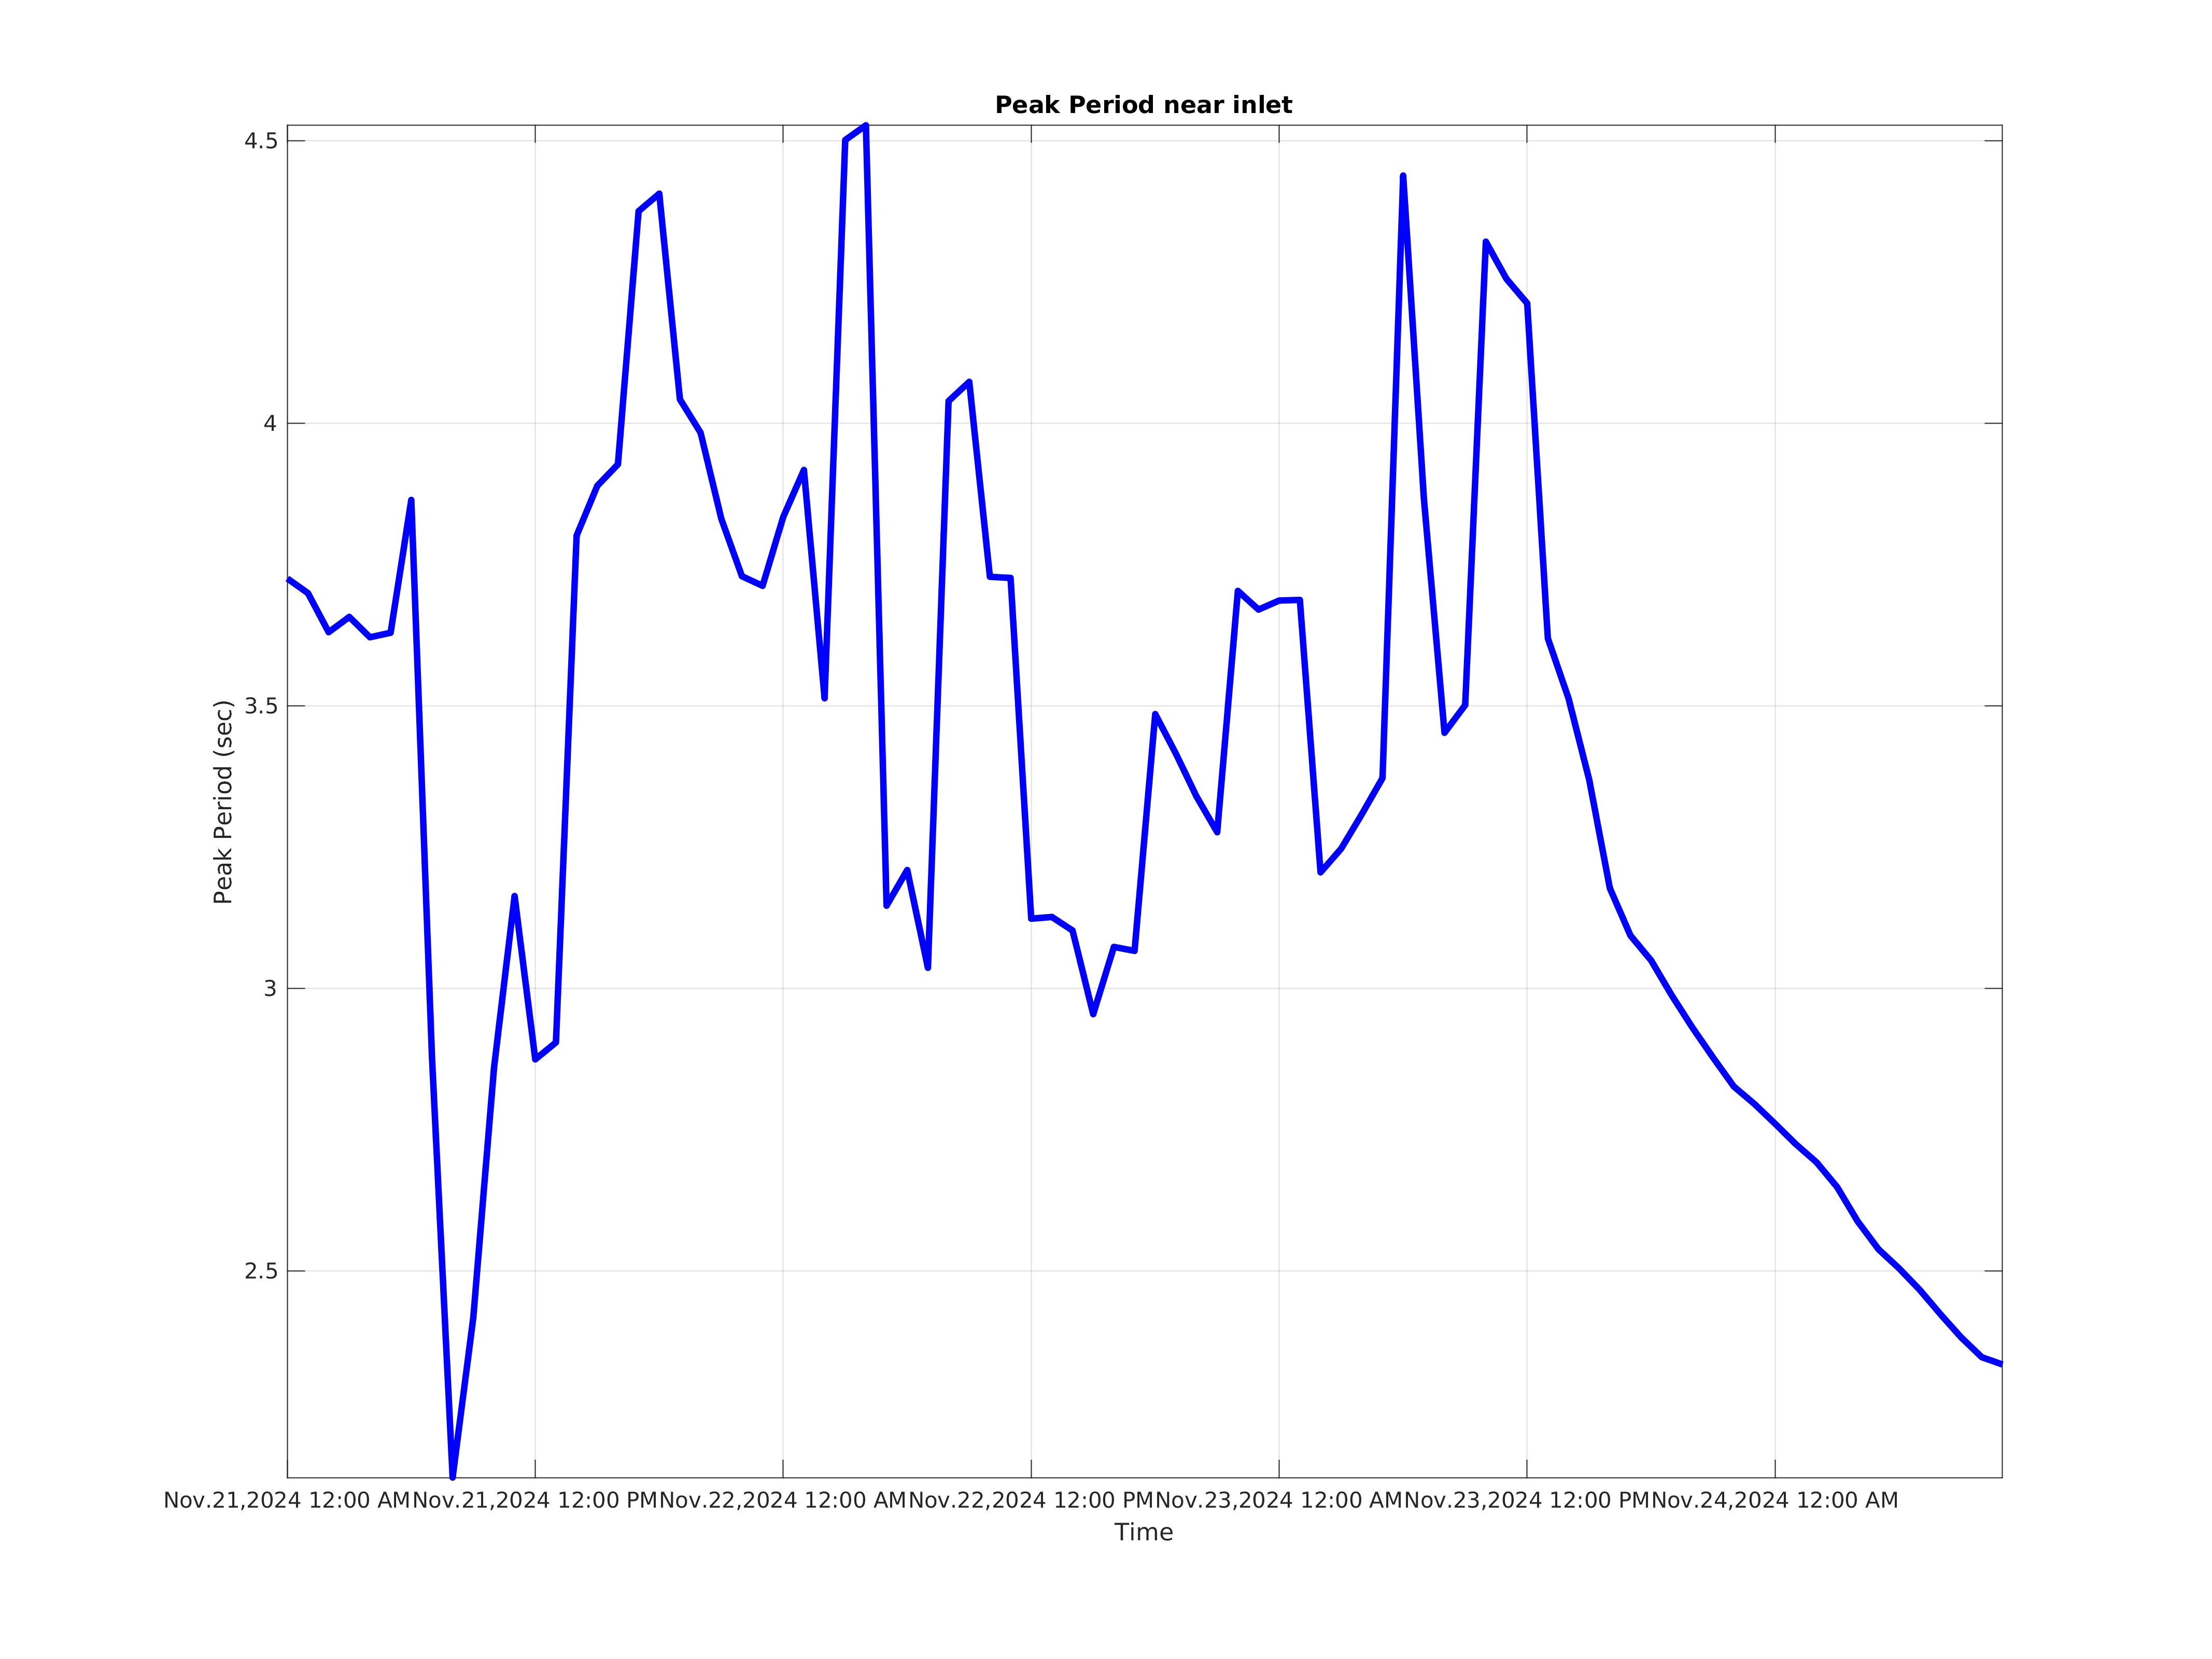 Peak Period near inlet
4.5
4
3.5
3
2.5
Peak Period (sec)
Nov.21,2024 12:00 AM Nov.21,2024 12:00 PM Nov.22,2024 12:00 AM Nov.22,2024 12:00 PM Nov.23,2024 12:00 AM Nov.23,2024 12:00 PM Nov.24,2024 12:00 AM
Time